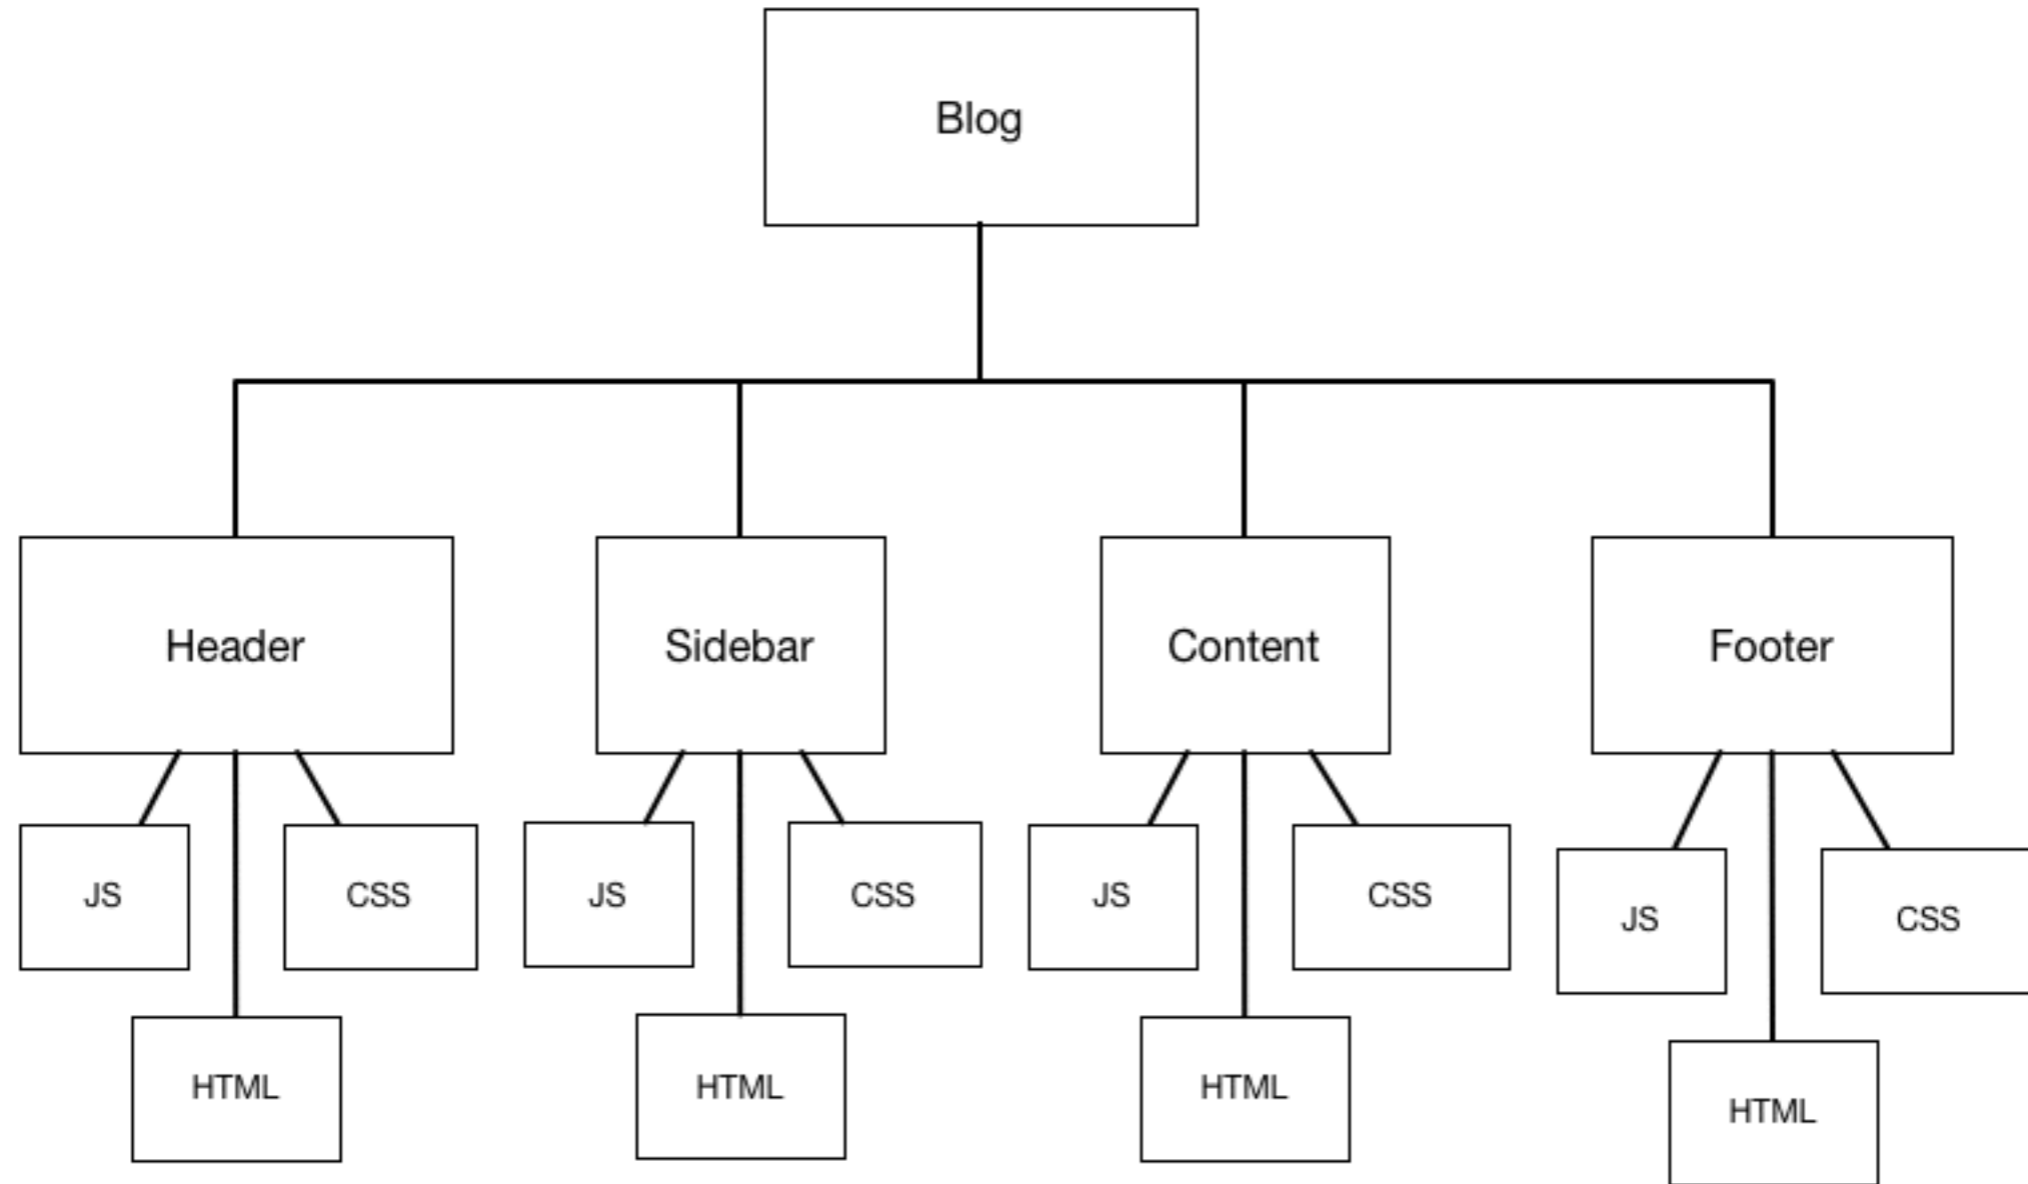 Blog
Header
Sidebar
Content
Footer
JS
CSS
JS
CSS
JS
CSS
JS
CSS
HTML
HTML
HTML
HTML